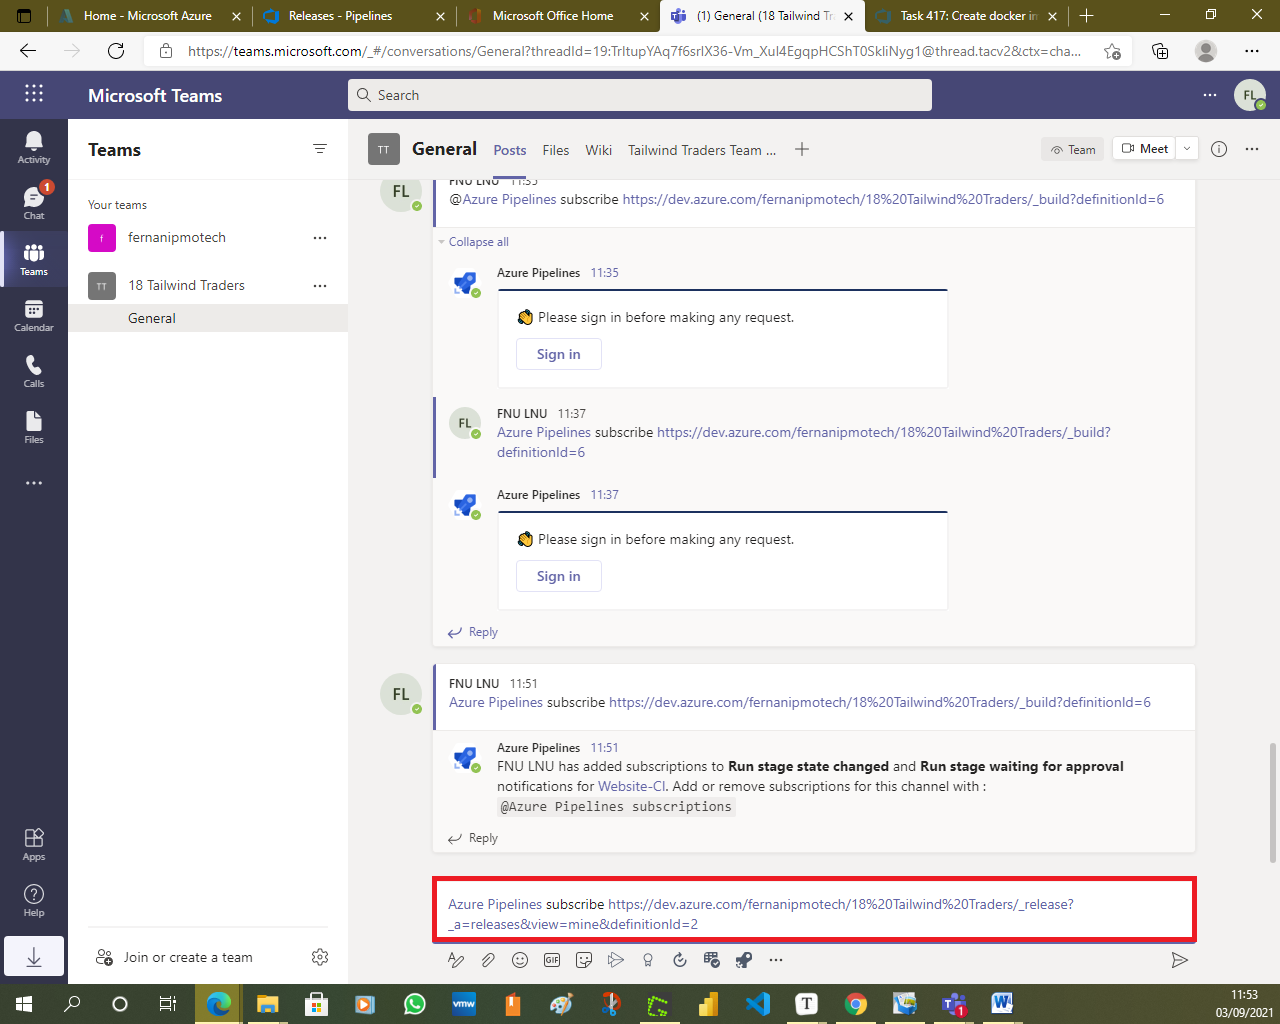 Home - Microsoft Azure
Releases - Pipelines
Microsoft Office Home
(1) General (18 Tailwind Tr
Task 417: Create docker im
https://teams.microsoft.com/_#/conversations/General?threadId=19:TrItupYAq7f6srIX36-Vm_XuI4EgqpHCShT0SkIiNyg1@thread.tacv2&ctx=cha...
Microsoft Teams
Search
FL
Activity
Chat
1
Teams
Calendar
Calls
Files
Apps
Help
Teams
Your teams
f
fernanipmotech
TT
18 Tailwind Traders
General
Join or create a team
TT
General
Posts
Files
Wiki
Tailwind Traders Team ...
Team
Meet
FL
FNU LNU 11:35
@Azure Pipelines subscribe https://dev.azure.com/fernanipmotech/18%20Tailwind%20Traders/_build?definitionId=6
Collapse all
Azure Pipelines 11:35
Please sign in before making any request.
Sign in
FL
FNU LNU 11:37
Azure Pipelines subscribe https://dev.azure.com/fernanipmotech/18%20Tailwind%20Traders/_build?
definitionId=6
Azure Pipelines 11:37
Please sign in before making any request.
Sign in
Reply
FL
FNU LNU 11:51
Azure Pipelines subscribe https://dev.azure.com/fernanipmotech/18%20Tailwind%20Traders/_build?definitionId=6
Azure Pipelines 11:51
FNU LNU has added subscriptions to Run stage state changed and Run stage waiting for approval
notifications for Website-CI. Add or remove subscriptions for this channel with :
@Azure Pipelines subscriptions
Reply
Azure Pipelines subscribe https://dev.azure.com/fernanipmotech/18%20Tailwind%20Traders/_release?
_a=releases&view=mine&definitionId=2
GIF
vmw
T
1
W
11:53
03/09/2021